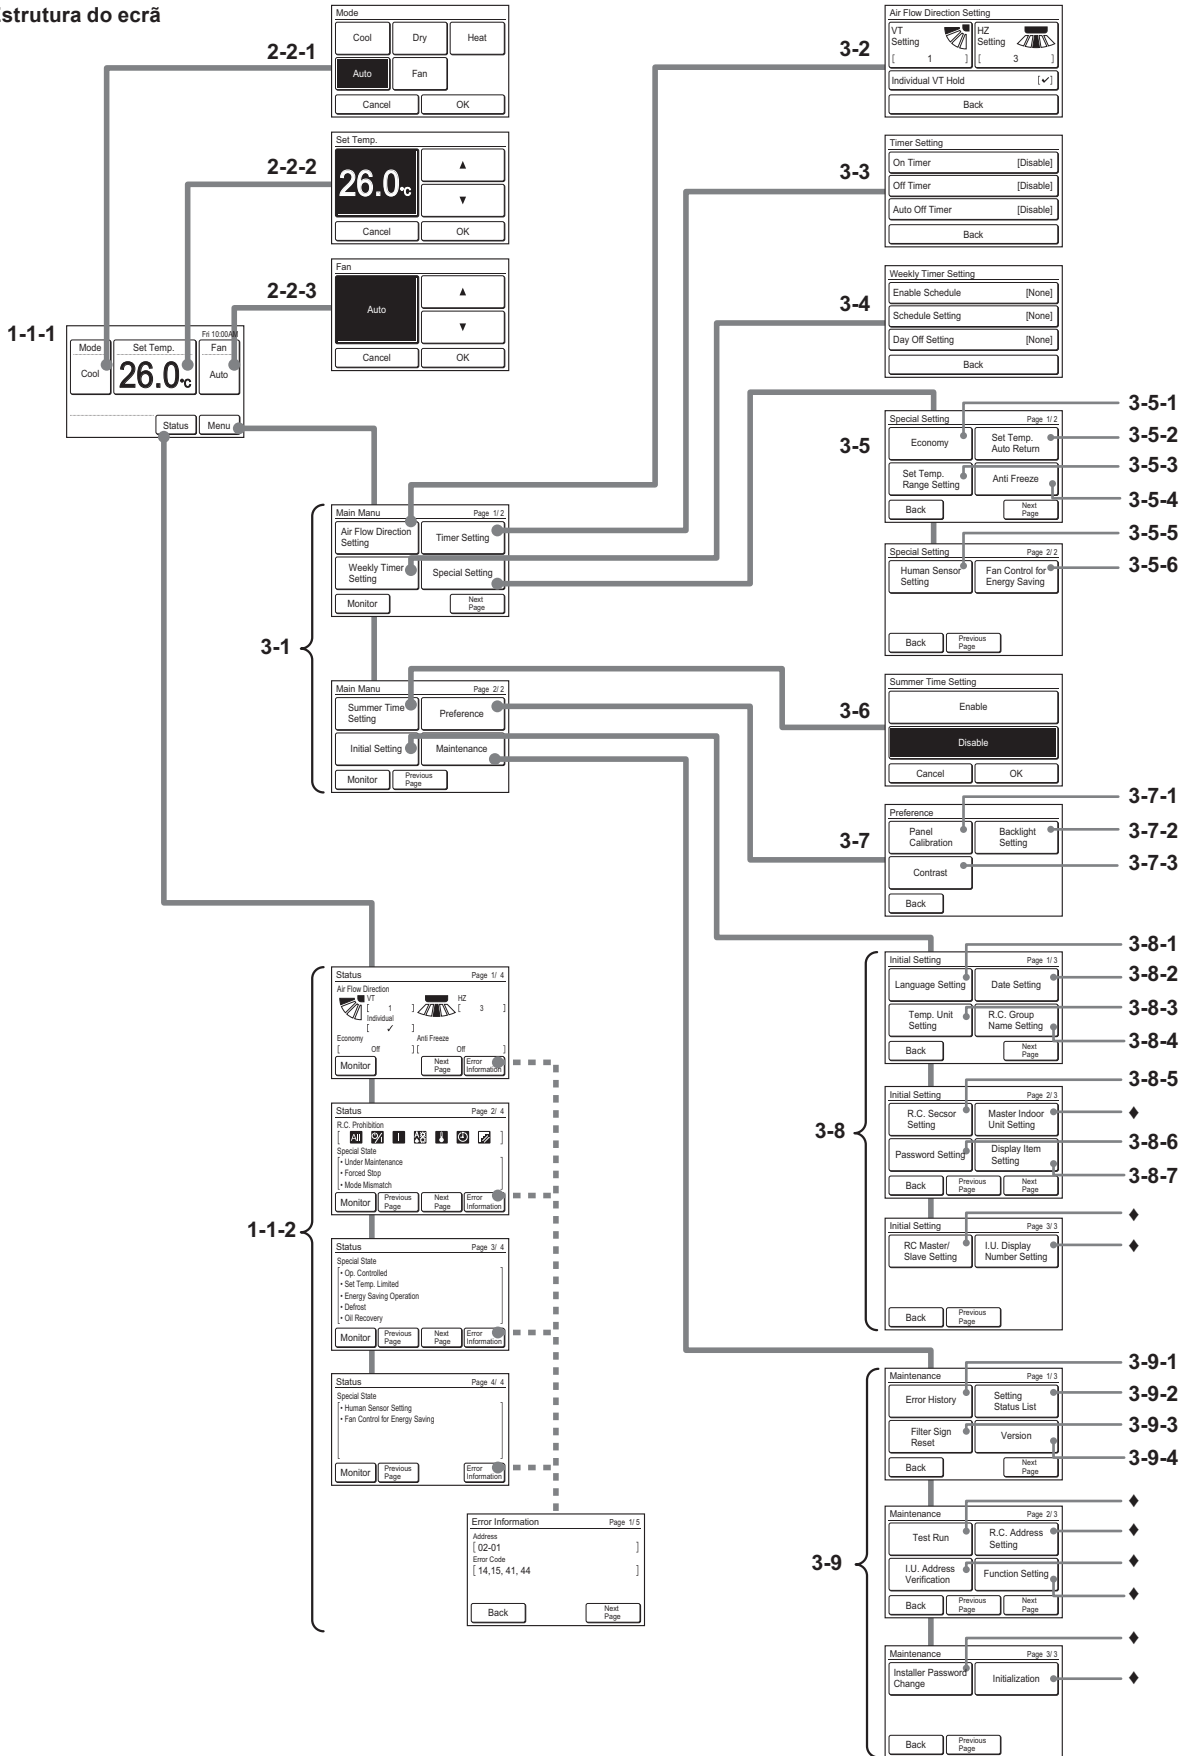 Estrutura do ecrã
1-1-1
Fri 10:00AM
Mode Set Temp. Fan
Cool 26.0°C Auto
Status Menu
2-2-1
Mode
Cool Dry Heat
Auto Fan
Cancel OK
2-2-2
Set Temp.
26.0°C ▲
▼
Cancel OK
2-2-3
Fan
Auto ▲
▼
Cancel OK
3-1
Main Manu Page 1/ 2
Air Flow Direction
Setting
Timer Setting
Weekly Timer
Setting
Special Setting
Monitor
Next
Page
Main Manu Page 2/ 2
Summer Time
Setting
Preference
Initial Setting Maintenance
Monitor
Previous
Page
1-1-2
Status Page 1/ 4
Air Flow Direction
VT
[ 1 ]
HZ
[ 3 ]
Individual
[ ✓ ]
Economy Anti Freeze
[ Off ] [ Off ]
Monitor
Next
Page
Error
Information
Status Page 2/ 4
R.C. Prohibition
[ All ]
Special State
• Under Maintenance
• Forced Stop
• Mode Mismatch
Monitor
Previous
Page
Next
Page
Error
Information
Status Page 3/ 4
Special State
• Op. Controlled
• Set Temp. Limited
• Energy Saving Operation
• Defrost
• Oil Recovery
Monitor
Previous
Page
Next
Page
Error
Information
Status Page 4/ 4
Special State
• Human Sensor Setting
• Fan Control for Energy Saving
Monitor
Previous
Page
Error
Information
Error Information Page 1/ 5
Address
[ 02-01 ]
Error Code
[ 14,15, 41, 44 ]
Back
Next
Page
3-2
Air Flow Direction Setting
VT
Setting
[ 1 ]
HZ
Setting
[ 3 ]
Individual VT Hold [✓]
Back
3-3
Timer Setting
On Timer [Disable]
Off Timer [Disable]
Auto Off Timer [Disable]
Back
3-4
Weekly Timer Setting
Enable Schedule [None]
Schedule Setting [None]
Day Off Setting [None]
Back
3-5
Special Setting Page 1/ 2
Economy
Set Temp.
Auto Return
Set Temp.
Range Setting
Anti Freeze
Back
Next
Page
3-5-1
3-5-2
3-5-3
3-5-4
Special Setting Page 2/ 2
Human Sensor
Setting
Fan Control for
Energy Saving
Back
Previous
Page
3-5-5
3-5-6
3-6
Summer Time Setting
Enable
Disable
Cancel OK
3-7
Preference
Panel
Calibration
Backlight
Setting
Contrast
Back
3-7-1
3-7-2
3-7-3
3-8
Initial Setting Page 1/ 3
Language Setting Date Setting
Temp. Unit
Setting
R.C. Group
Name Setting
Back
Next
Page
3-8-1
3-8-2
3-8-3
3-8-4
Initial Setting Page 2/ 3
R.C. Secsor
Setting
Master Indoor
Unit Setting
Password Setting
Display Item
Setting
Back
Previous
Page
Next
Page
3-8-5
♦
3-8-6
3-8-7
Initial Setting Page 3/ 3
RC Master/
Slave Setting
I.U. Display
Number Setting
Back
Previous
Page
♦
♦
3-9
Maintenance Page 1/ 3
Error History
Setting
Status List
Filter Sign
Reset
Version
Back
Next
Page
3-9-1
3-9-2
3-9-3
3-9-4
Maintenance Page 2/ 3
Test Run
R.C. Address
Setting
I.U. Address
Verification
Function Setting
Back
Previous
Page
Next
Page
♦
♦
♦
♦
Maintenance Page 3/ 3
Installer Password
Change
Initialization
Back
Previous
Page
♦
♦